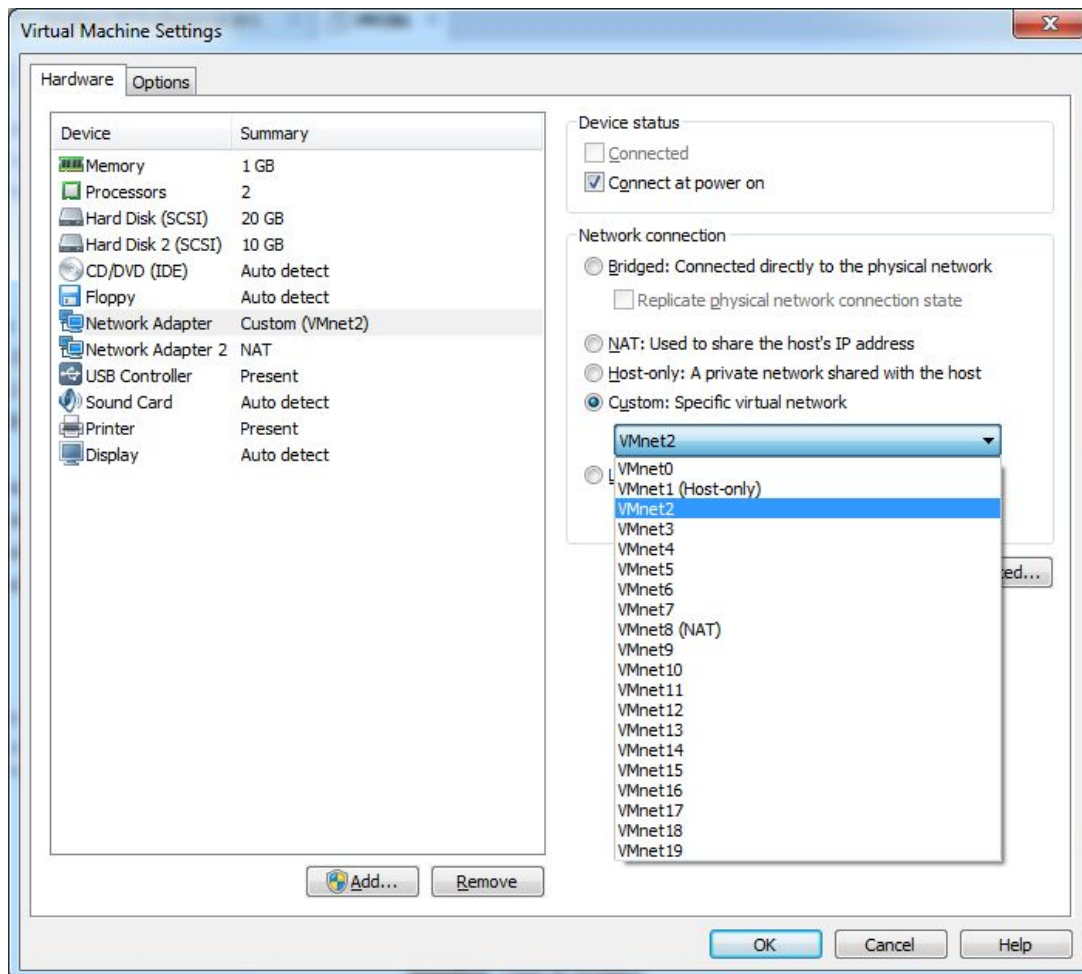 Virtual Machine Settings
Hardware
Options
Device Summary
Memory 1 GB
Processors 2
Hard Disk (SCSI) 20 GB
Hard Disk 2 (SCSI) 10 GB
CD/DVD (IDE) Auto detect
Floppy Auto detect
Network Adapter Custom (VMnet2)
Network Adapter 2 NAT
USB Controller Present
Sound Card Auto detect
Printer Present
Display Auto detect
Add...
Remove
Device status
Connected
Connect at power on
Network connection
Bridged: Connected directly to the physical network
Replicate physical network connection state
NAT: Used to share the host's IP address
Host-only: A private network shared with the host
Custom: Specific virtual network
VMnet2
VMnet0
VMnet1 (Host-only)
VMnet2
VMnet3
VMnet4
VMnet5
VMnet6
VMnet7
VMnet8 (NAT)
VMnet9
VMnet10
VMnet11
VMnet12
VMnet13
VMnet14
VMnet15
VMnet16
VMnet17
VMnet18
VMnet19
OK
Cancel
Help